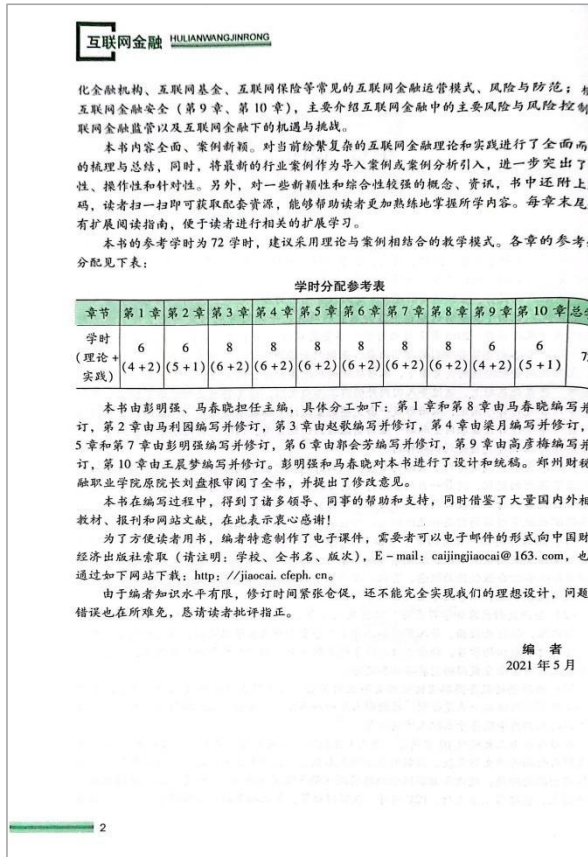 互联网金融 HULIANWANGJINRONG
化金融机构、互联网基金、互联网保险等常见的互联网金融运营模式、风险与防范；
互联网金融安全（第9章、第10章），主要介绍互联网金融中的主要风险与风险控制
联网金融监管以及互联网金融下的机遇与挑战。
本书内容全面、案例新颖。对当前纷繁复杂的互联网金融理论和实践进行了全面而
的梳理与总结，同时，将最新的行业案例作为导入案例或案例分析引入，进一步突出了
性、操作性和针对性。另外，对一些新颖性和综合性较强的概念、资讯，书中还附上
码，读者扫一扫即可获取配套资源，能够帮助读者更加熟练地掌握所学内容。每章末尾
有扩展阅读指南，便于读者进行相关的扩展学习。
本书的参考学时为72学时，建议采用理论与案例相结合的教学模式。各章的参考
分配见下表：
学时分配参考表
章节 第1章 第2章 第3章 第4章 第5章 第6章 第7章 第8章 第9章 第10章 总
学时 6 6 8 8 8 8 8 8 6 6
（理论+ (4+2) (5+1) (6+2) (6+2) (6+2) (6+2) (6+2) (6+2) (4+2) (5+1) 7
实践）
本书由彭明强、马春晓担任主编，具体分工如下：第1章和第8章由马春晓编写并
订，第2章由马利园编写并修订，第3章由赵歌编写并修订，第4章由梁月编写并修订，
5章和第7章由彭明强编写并修订，第6章由郭会芳编写并修订，第9章由高彦梅编写并
订，第10章由王晨梦编写并修订。彭明强和马春晓对本书进行了设计和统稿。郑州财税
融职业学院原院长刘盘根审阅了全书，并提出了修改意见。
本书在编写过程中，得到了诸多领导、同事的帮助和支持，同时借鉴了大量国内外相
教材、报刊和网站文献，在此表示衷心感谢！
为了方便读者用书，编者特意制作了电子课件，需要者可以电子邮件的形式向中国财
经济出版社索取（请注明：学校、全书名、版次），E-mail：caijingjiaocai@163.com，也
通过如下网站下载：http：//jiaocai.cfeph.cn。
由于编者知识水平有限，修订时间紧张仓促，还不能完全实现我们的理想设计，问题
错误也在所难免，恳请读者批评指正。
编 者
2021年5月
2